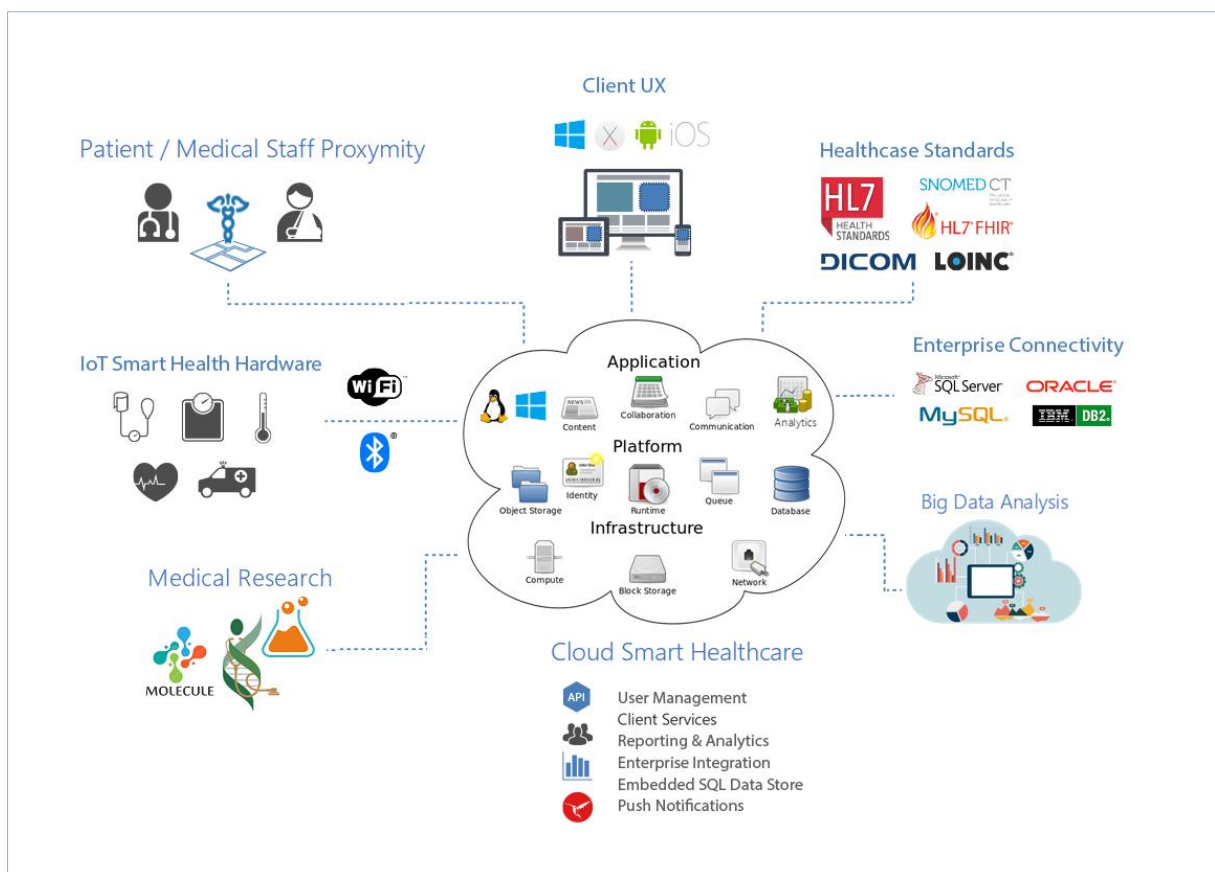 Client UX
iOS
Patient / Medical Staff Proxymity
Healthcase Standards
HL7
HEALTH
STANDARDS
SNOMED CT
HL7 FHIR®
DICOM
LOINC®
IoT Smart Health Hardware
WiFi
Enterprise Connectivity
Microsoft
SQL Server
ORACLE®
MySQL®
IBM DB2®
Application
NEWS
Content
Collaboration
Communication
Analytics
Platform
Object Storage
Identity
Runtime
Queue
Database
Infrastructure
Compute
Block Storage
Network
Big Data Analysis
Medical Research
MOLECULE
Cloud Smart Healthcare
API
User Management
Client Services
Reporting & Analytics
Enterprise Integration
Embedded SQL Data Store
Push Notifications